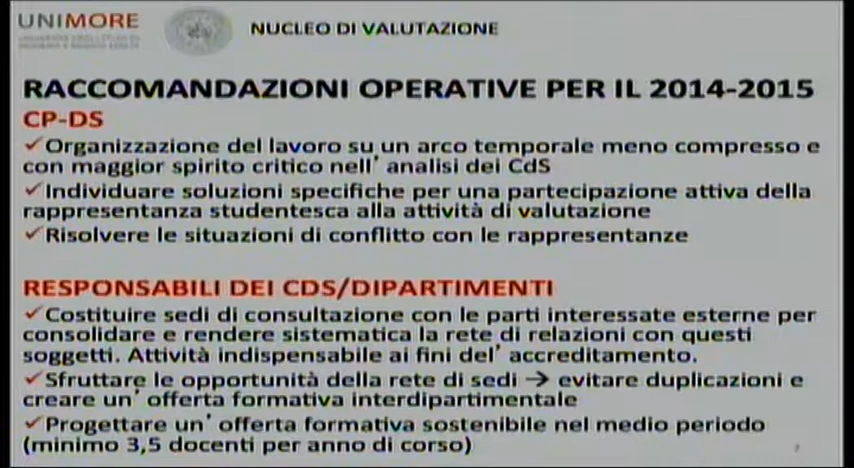 UNIMORE
NUCLEO DI VALUTAZIONE
RACCOMANDAZIONI OPERATIVE PER IL 2014-2015
CP-DS
✓Organizzazione del lavoro su un arco temporale meno compresso e
con maggior spirito critico nell’ analisi dei CdS
✓Individuare soluzioni specifiche per una partecipazione attiva della
rappresentanza studentesca alla attività di valutazione
✓Risolvere le situazioni di conflitto con le rappresentanze
RESPONSABILI DEI CDS/DIPARTIMENTI
✓Costituire sedi di consultazione con le parti interessate esterne per
consolidare e rendere sistematica la rete di relazioni con questi
soggetti. Attività indispensabile ai fini del’ accreditamento.
✓Sfruttare le opportunità della rete di sedi → evitare duplicazioni e
creare un’ offerta formativa interdipartimentale
✓Progettare un’ offerta formativa sostenibile nel medio periodo
(minimo 3,5 docenti per anno di corso)
7